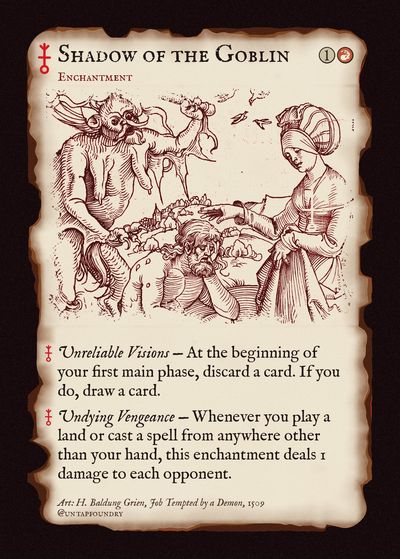 Shadow of the Goblin 1
Enchantment
Unreliable Visions — At the beginning of
your first main phase, discard a card. If you
do, draw a card.
Undying Vengeance — Whenever you play a
land or cast a spell from anywhere other
than your hand, this enchantment deals 1
damage to each opponent.
Art: H. Baldung Grien, Job Tempted by a Demon, 1509
@untapfoundry